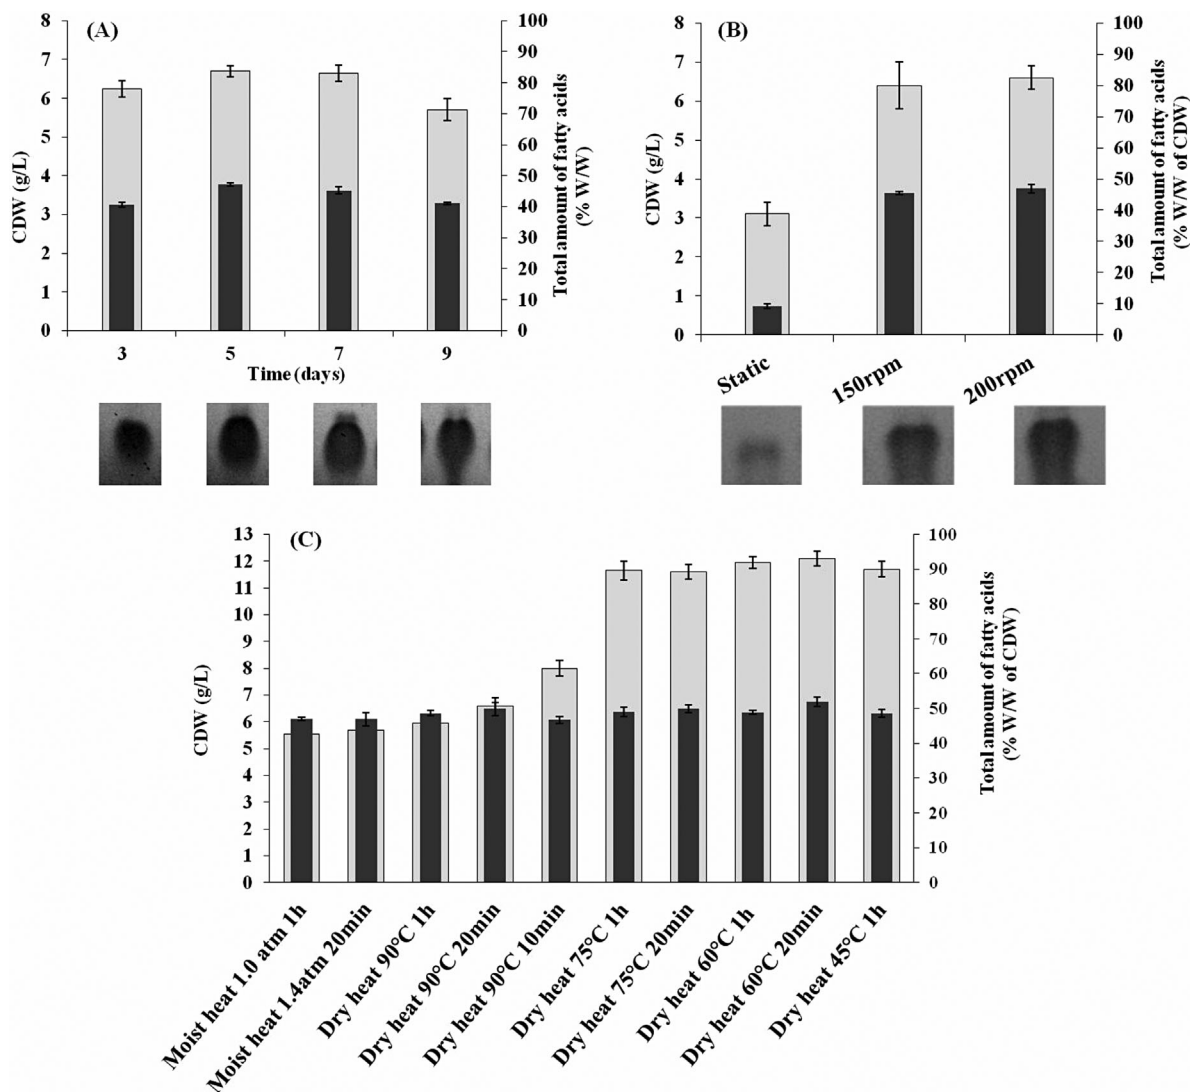 (A)
8
7
6
5
4
3
2
1
0
CDW (g/L)
100
90
80
70
60
50
40
30
20
10
0
Total amount of fatty acids
(% W/W)
3 5 7 9
Time (days)
(B)
8
7
6
5
4
3
2
1
0
CDW (g/L)
100
90
80
70
60
50
40
30
20
10
0
Total amount of fatty acids
(% W/W of CDW)
Static
150rpm
200rpm
(C)
13
12
11
10
9
8
7
6
5
4
3
2
1
0
CDW (g/L)
100
90
80
70
60
50
40
30
20
10
0
Total amount of fatty acids
(% W/W of CDW)
Moist heat 1.0 atm 1h
Moist heat 1.4atm 20min
Dry heat 90°C 1h
Dry heat 90°C 20min
Dry heat 90°C 10min
Dry heat 75°C 1h
Dry heat 75°C 20min
Dry heat 60°C 1h
Dry heat 60°C 20min
Dry heat 45°C 1h